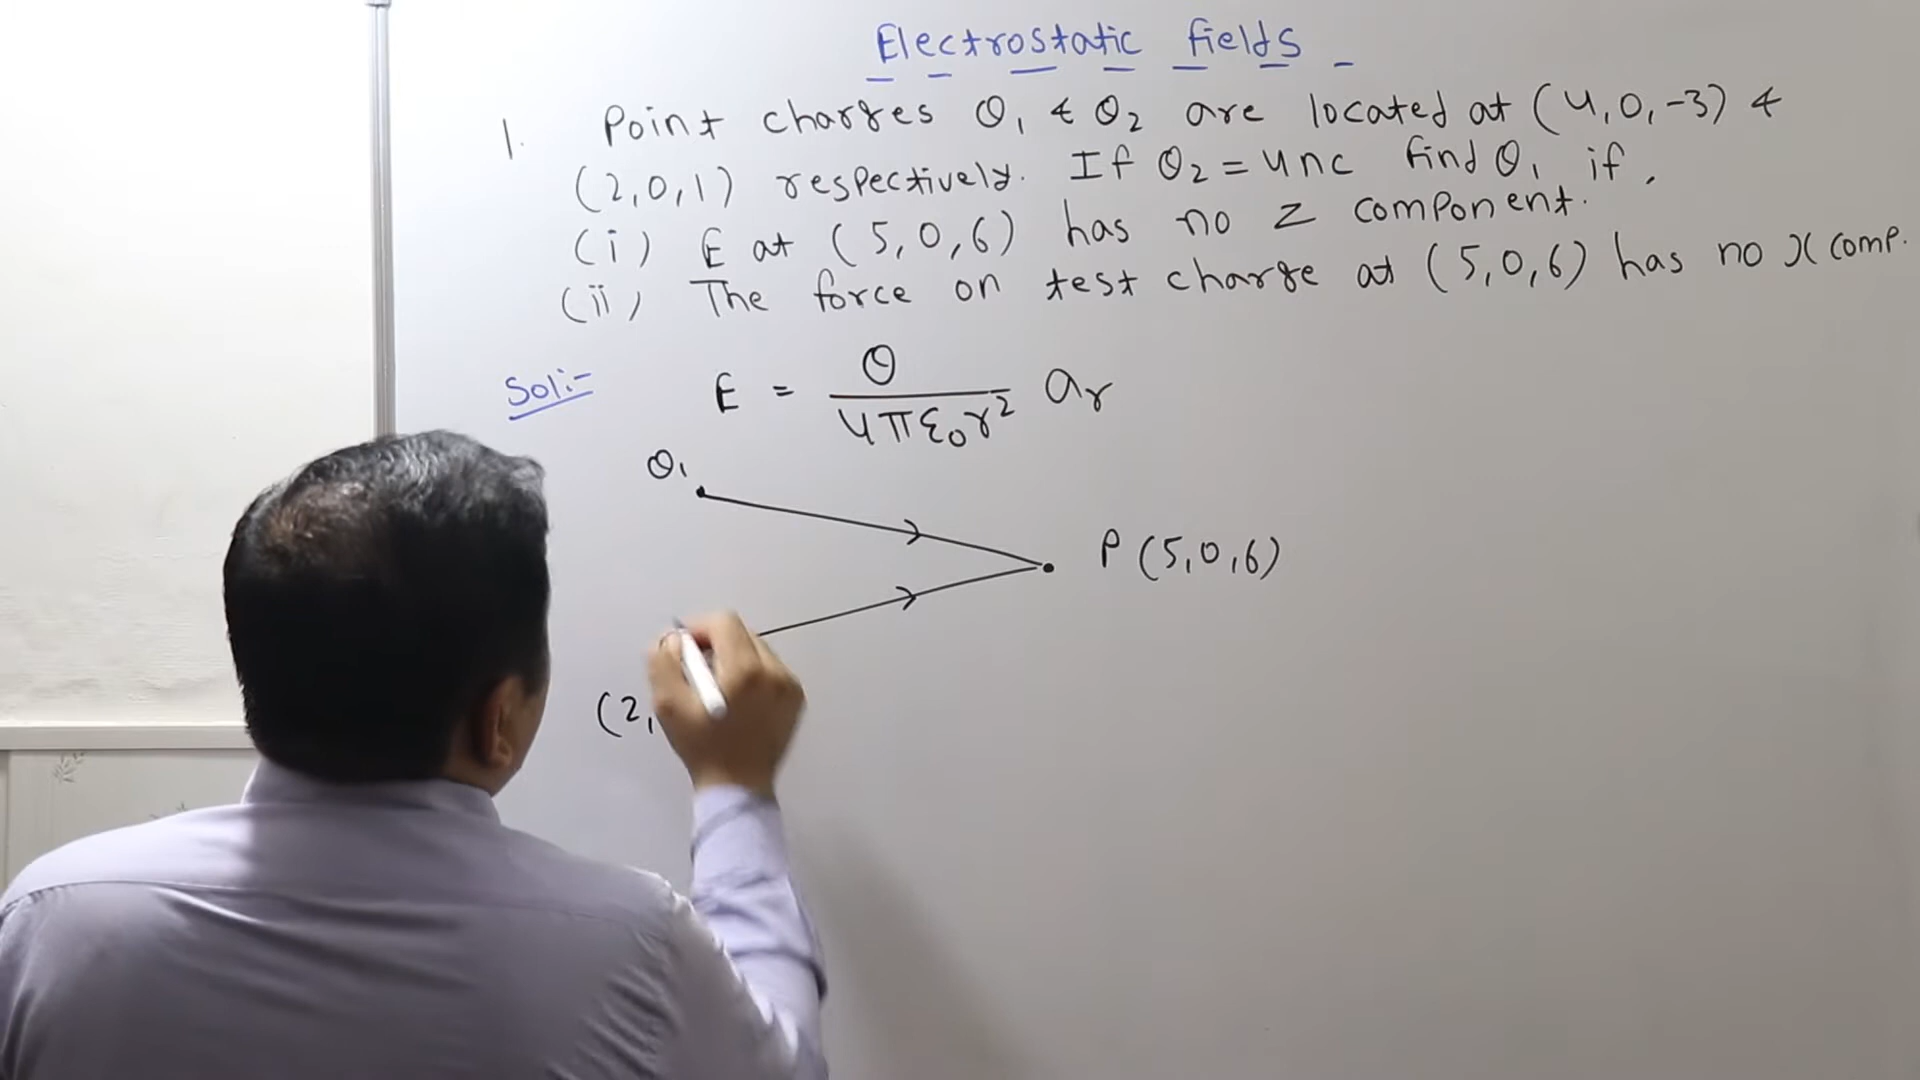 Electrostatic fields
1. Point charges Q₁ & Q₂ are located at (4,0,-3) &
(2,0,1) respectively. If Q₂ = 4nc find Q₁ if,
(i) E at (5,0,6) has no z component.
(ii) The force on test charge at (5,0,6) has no x comp.
Sol:- E = Q / 4πε₀r² aᵣ
Q₁
P (5,0,6)
(2,